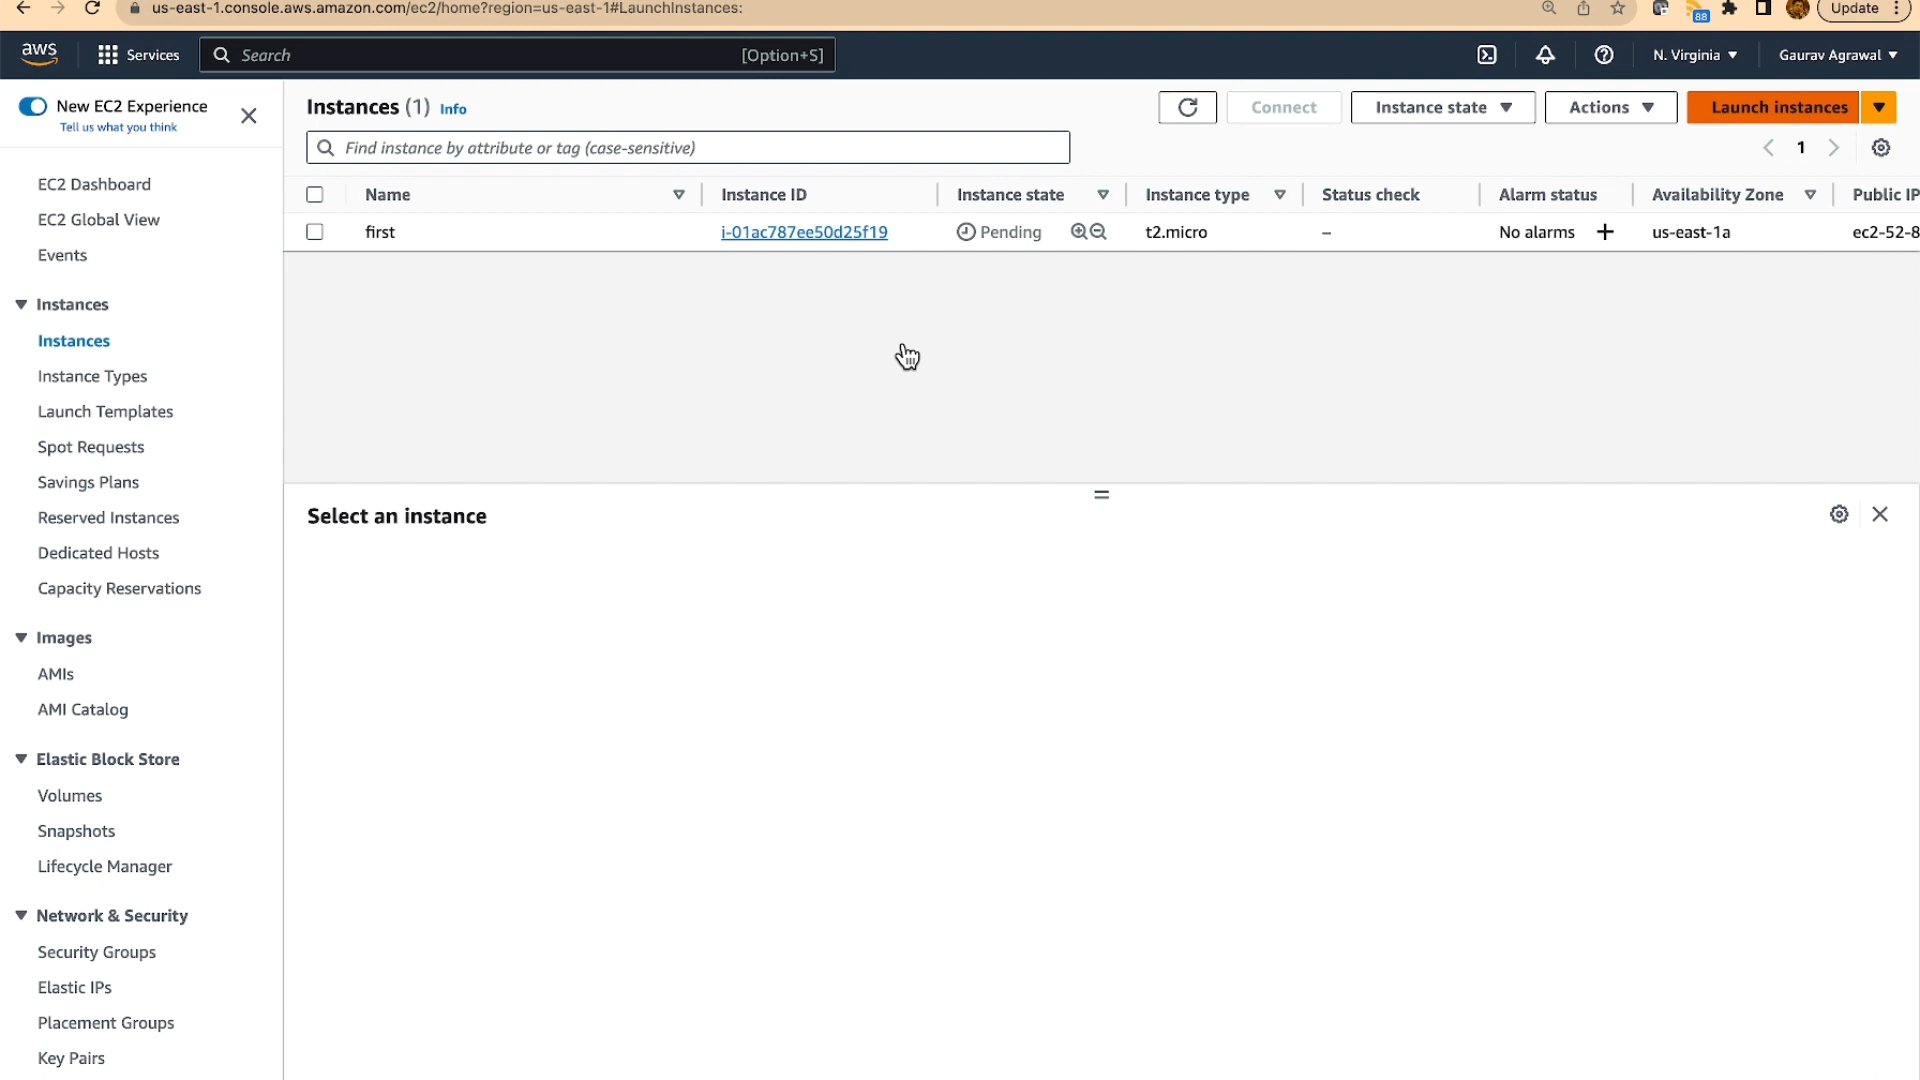 us-east-1.console.aws.amazon.com/ec2/home?region=us-east-1#LaunchInstances:
88
Update
aws
Services
Search
[Option+S]
N. Virginia
Gaurav Agrawal
New EC2 Experience
Tell us what you think
EC2 Dashboard
EC2 Global View
Events
Instances
Instances
Instance Types
Launch Templates
Spot Requests
Savings Plans
Reserved Instances
Dedicated Hosts
Capacity Reservations
Images
AMIs
AMI Catalog
Elastic Block Store
Volumes
Snapshots
Lifecycle Manager
Network & Security
Security Groups
Elastic IPs
Placement Groups
Key Pairs
Instances (1) Info
Connect
Instance state
Actions
Launch instances
Find instance by attribute or tag (case-sensitive)
1
Name Instance ID Instance state Instance type Status check Alarm status Availability Zone Public IP
first i-01ac787ee50d25f19 Pending t2.micro – No alarms + us-east-1a ec2-52-8
Select an instance